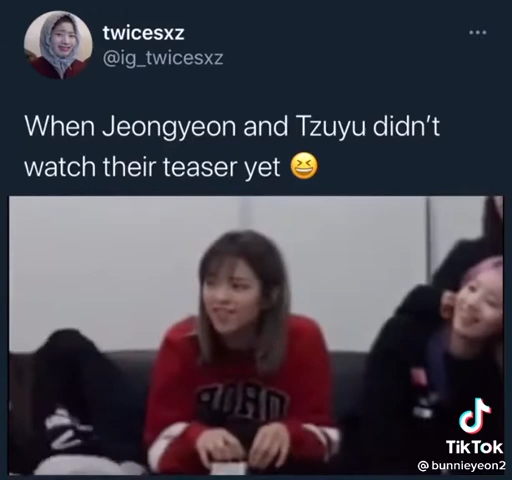 twicesxz
@ig_twicesxz
When Jeongyeon and Tzuyu didn't
watch their teaser yet 😆
TikTok
@bunnieyeon2